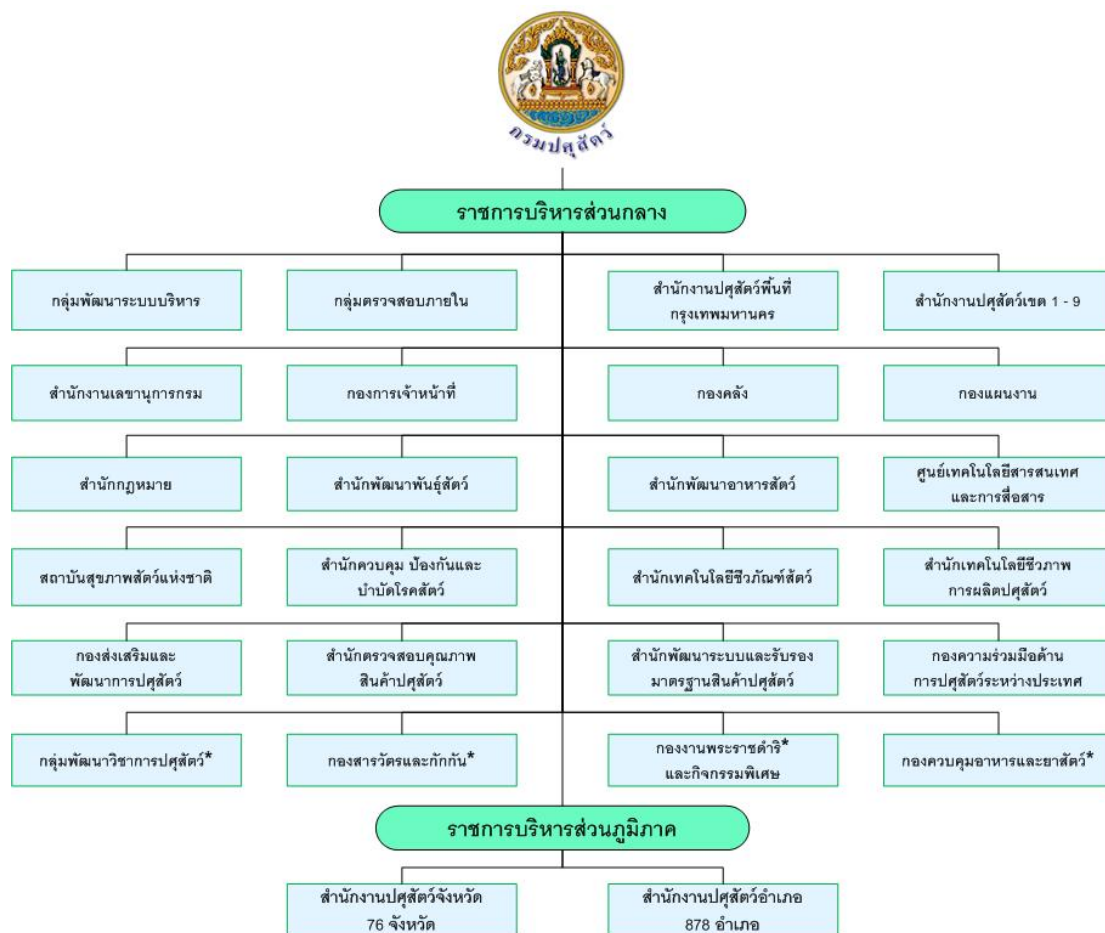 กรมปศุสัตว์
ราชการบริหารส่วนกลาง
กลุ่มพัฒนาระบบบริหาร
กลุ่มตรวจสอบภายใน
สำนักงานปศุสัตว์พื้นที่
กรุงเทพมหานคร
สำนักงานปศุสัตว์เขต 1 - 9
สำนักงานเลขานุการกรม
กองการเจ้าหน้าที่
กองคลัง
กองแผนงาน
สำนักกฎหมาย
สำนักพัฒนาพันธุ์สัตว์
สำนักพัฒนาอาหารสัตว์
ศูนย์เทคโนโลยีสารสนเทศ
และการสื่อสาร
สถาบันสุขภาพสัตว์แห่งชาติ
สำนักควบคุม ป้องกันและ
บำบัดโรคสัตว์
สำนักเทคโนโลยีชีวภัณฑ์สัตว์
สำนักเทคโนโลยีชีวภาพ
การผลิตปศุสัตว์
กองส่งเสริมและ
พัฒนาการปศุสัตว์
สำนักตรวจสอบคุณภาพ
สินค้าปศุสัตว์
สำนักพัฒนาระบบและรับรอง
มาตรฐานสินค้าปศุสัตว์
กองความร่วมมือด้าน
การปศุสัตว์ระหว่างประเทศ
กลุ่มพัฒนาวิชาการปศุสัตว์*
กองสารวัตรและกักกัน*
กองงานพระราชดำริ*
และกิจกรรมพิเศษ
กองควบคุมอาหารและยาสัตว์*
ราชการบริหารส่วนภูมิภาค
สำนักงานปศุสัตว์จังหวัด
76 จังหวัด
สำนักงานปศุสัตว์อำเภอ
878 อำเภอ